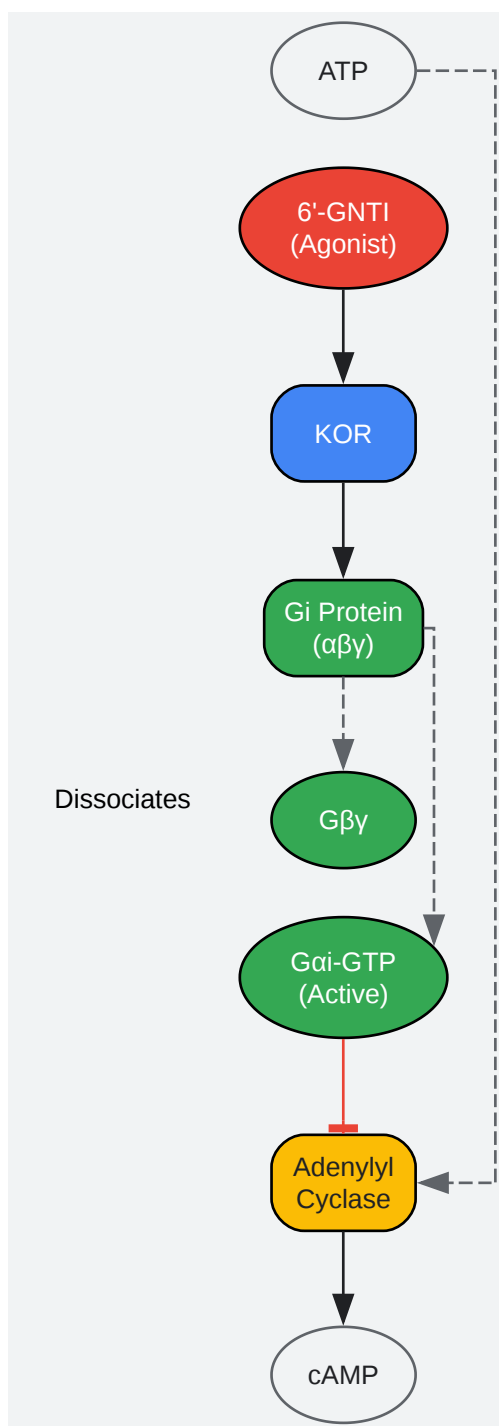 ATP
6'-GNTI
(Agonist)
KOR
Gi Protein
(αβγ)
Dissociates
Gβγ
Gαi-GTP
(Active)
Adenylyl
Cyclase
cAMP